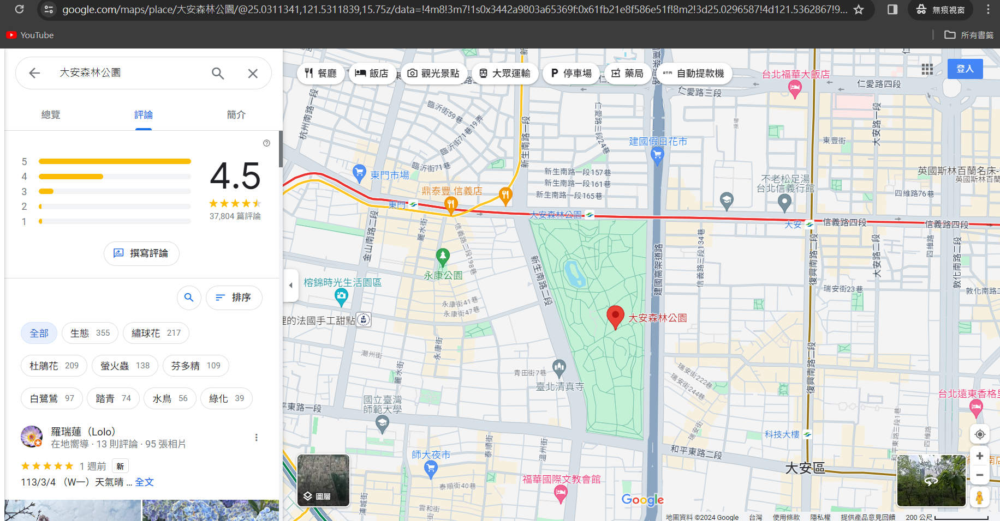 google.com/maps/place/大安森林公園/@25.0311341,121.5311839,15.75z/data=!4m8!3m7!1s0x3442a9803a65369f:0x61fb21e8f586e51f!8m2!3d25.0296587!4d121.5362867!9...
無痕視窗
YouTube
所有書籤
大安森林公園
總覽
評論
簡介
5
4
3
2
1
4.5
37,804 篇評論
撰寫評論
排序
全部
生態 355
繡球花 217
杜鵑花 209
螢火蟲 138
芬多精 109
白鷺鷥 97
踏青 74
水鳥 56
綠化 39
羅瑞蓮（Lolo）
在地嚮導 · 13 則評論 · 95 張相片
1 週前
新
113/3/4 （W一）天氣晴 ... 全文
餐廳
飯店
觀光景點
大眾運輸
P 停車場
藥局
ATM 自動提款機
登入
台北福華大飯店
仁愛路四段
仁愛路三段
杭州南路一段
臨沂街59巷
臨沂街71巷19弄
臨沂街71巷
新生南路一段
仁愛路三段24巷
建國假日花市
東豐街
大安路一段
東門市場
新生南路一段157巷
新生南路一段161巷
新生南路一段165巷
不老松足湯
台北信義行館
英國斯林百蘭名床-
英國斯林百蘭
四維路76巷
鼎泰豐 信義店
東門
大安森林公園
大安
信義路四段
信義路四段
金山南路二段
麗水街
信義路二段198巷
永康公園
新生南路二段
建國高架道路
信義路三段134巷
復興南路二段
大安路二段
四維路
敦化南路二段
瑞安街23巷
敦化南路二
榕錦時光生活園區
永康街41巷
永康街47巷
的法國手工甜點
大安森林公園
潮州街
永康街
麗水街
青田街7巷
臺北清真寺
瑞安街222巷
瑞安街244巷
復興南路二段
國立臺灣
師範大學
平東路一段
瑞安街
台北遠東香格里
和平東路三段1巷
四維路
科技大樓
師大夜市
泰順街
溫州街
和平東路二段
大安區
泰順街40巷
福華國際文教會館
浦城街
雲和街
圖層
Google
地圖資料 ©2024 Google
台灣
使用條款
隱私權
提供產品意見回饋
200 公尺